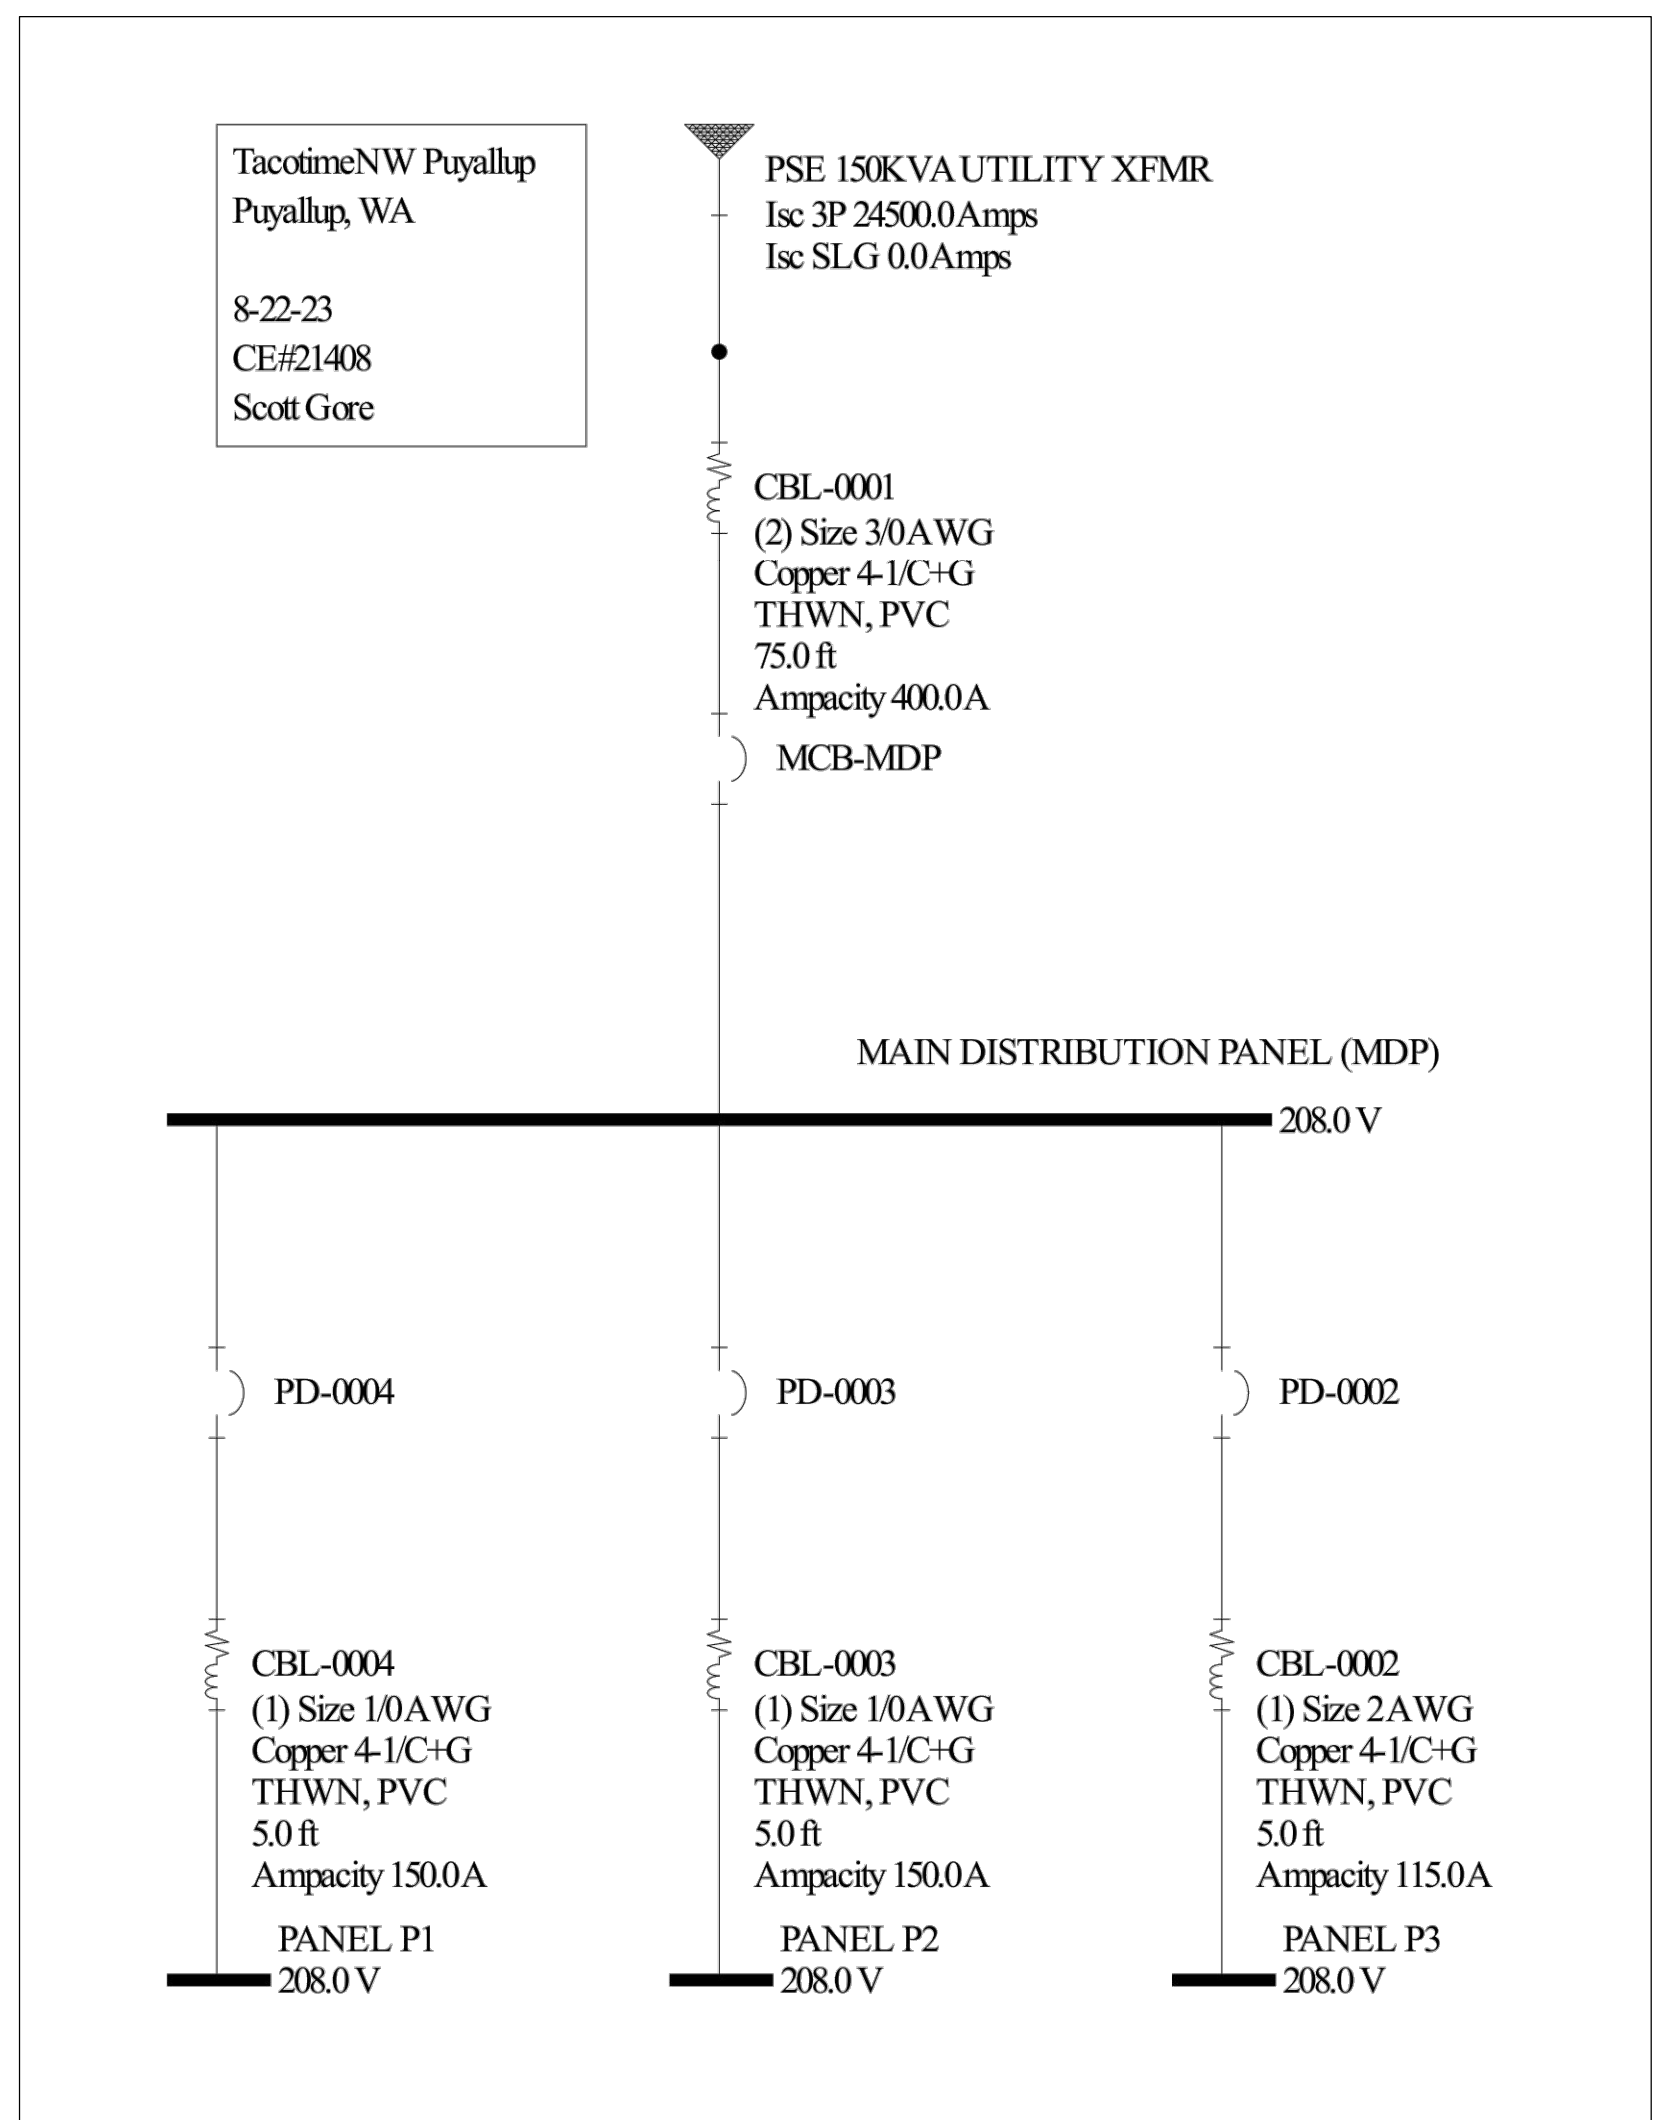 TacotimeNW Puyallup
Puyallup, WA
8-22-23
CE#21408
Scott Gore
PSE 150KVA UTILITY XFMR
Isc 3P 24500.0 Amps
Isc SLG 0.0 Amps
CBL-0001
(2) Size 3/0 AWG
Copper 4-1/C+G
THWN, PVC
75.0 ft
Ampacity 400.0 A
MCB-MDP
MAIN DISTRIBUTION PANEL (MDP)
208.0 V
PD-0004
PD-0003
PD-0002
CBL-0004
(1) Size 1/0 AWG
Copper 4-1/C+G
THWN, PVC
5.0 ft
Ampacity 150.0 A
PANEL P1
208.0 V
CBL-0003
(1) Size 1/0 AWG
Copper 4-1/C+G
THWN, PVC
5.0 ft
Ampacity 150.0 A
PANEL P2
208.0 V
CBL-0002
(1) Size 2 AWG
Copper 4-1/C+G
THWN, PVC
5.0 ft
Ampacity 115.0 A
PANEL P3
208.0 V